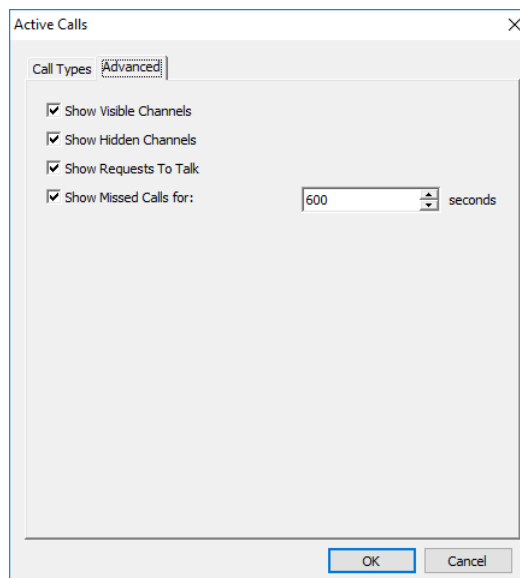 Active Calls
Call Types Advanced
Show Visible Channels
Show Hidden Channels
Show Requests To Talk
Show Missed Calls for: 600 seconds
OK Cancel